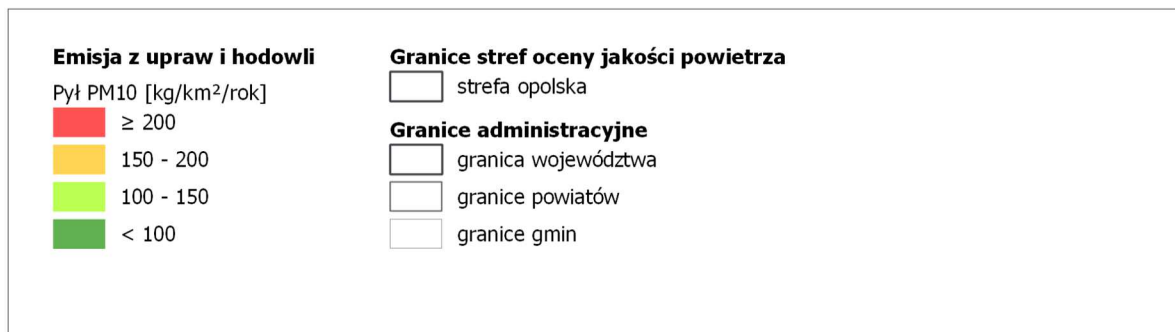 Emisja z upraw i hodowli
Pył PM10 [kg/km²/rok]
≥ 200
150 - 200
100 - 150
< 100
Granice stref oceny jakości powietrza
strefa opolska
Granice administracyjne
granica województwa
granice powiatów
granice gmin